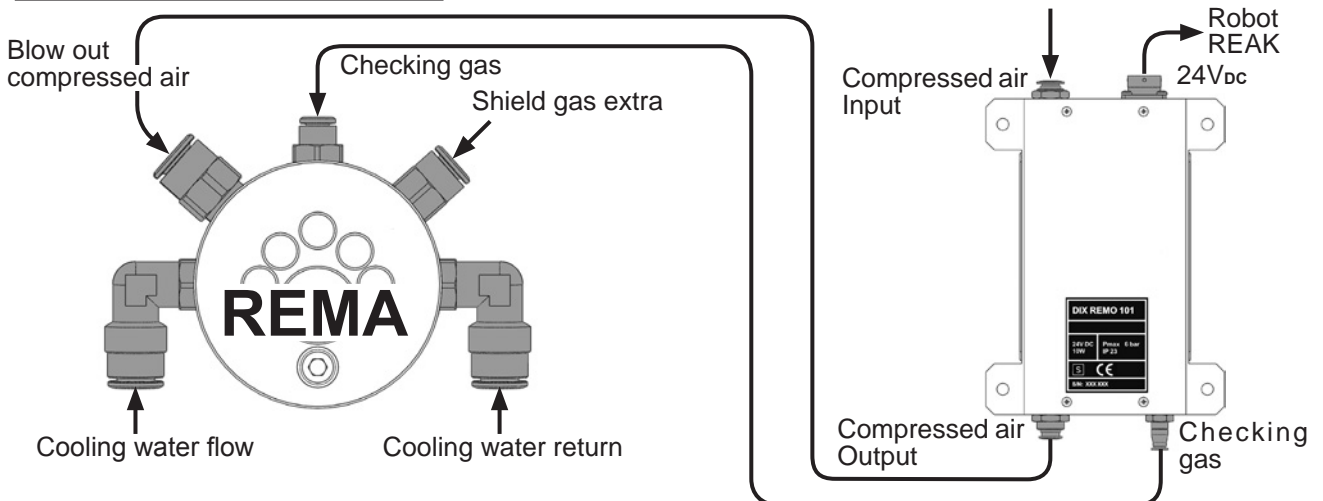 Blow out
compressed air
Checking gas
Shield gas extra
REMA
Cooling water flow
Cooling water return
Compressed air
Input
Robot
REAK
24VDC
DIX REMO 101
24V DC
10W
Pmax 6 bar
IP 23
S CE
S/N: XXX XXX
Compressed air
Output
Checking
gas